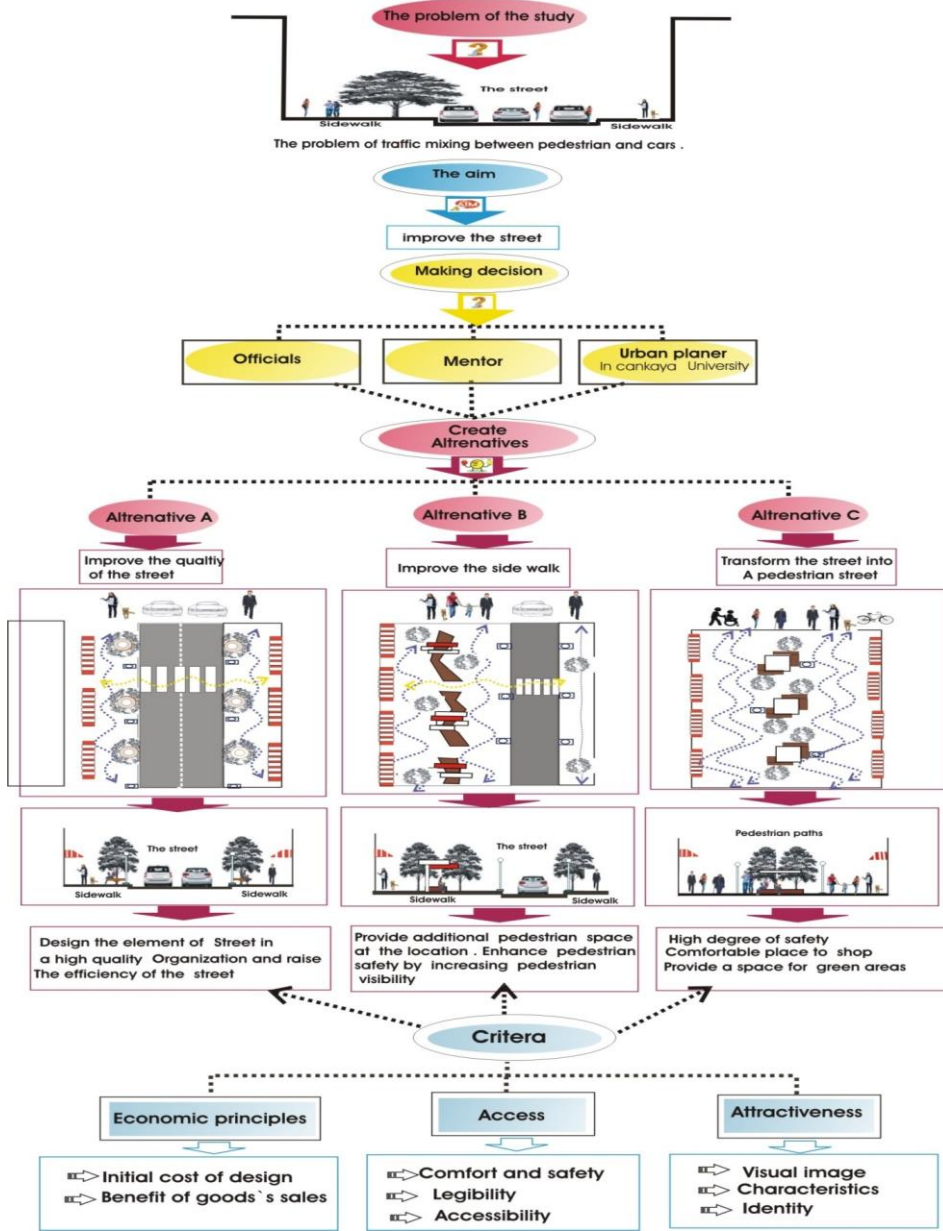 The problem of the study
?
The street
Sidewalk
Sidewalk
The problem of traffic mixing between pedestrian and cars .
The aim
AIM
improve the street
Making decision
?
Officials
Mentor
Urban planer
In cankaya University
Create
Altrenatives
Altrenative A
Altrenative B
Altrenative C
Improve the qualtiy
of the street
Improve the side walk
Transform the street into
A pedestrian street
The street
Sidewalk
Sidewalk
The street
Sidewalk
Sidewalk
Pedestrian paths
Design the element of Street in
a high quality Organization and raise
The efficiency of the street
Provide additional pedestrian space
at the location . Enhance pedestrian
safety by increasing pedestrian
visibility
High degree of safety
Comfortable place to shop
Provide a space for green areas
Critera
Economic principles
Access
Attractiveness
Initial cost of design
Benefit of goods`s sales
Comfort and safety
Legibility
Accessibility
Visual image
Characteristics
Identity